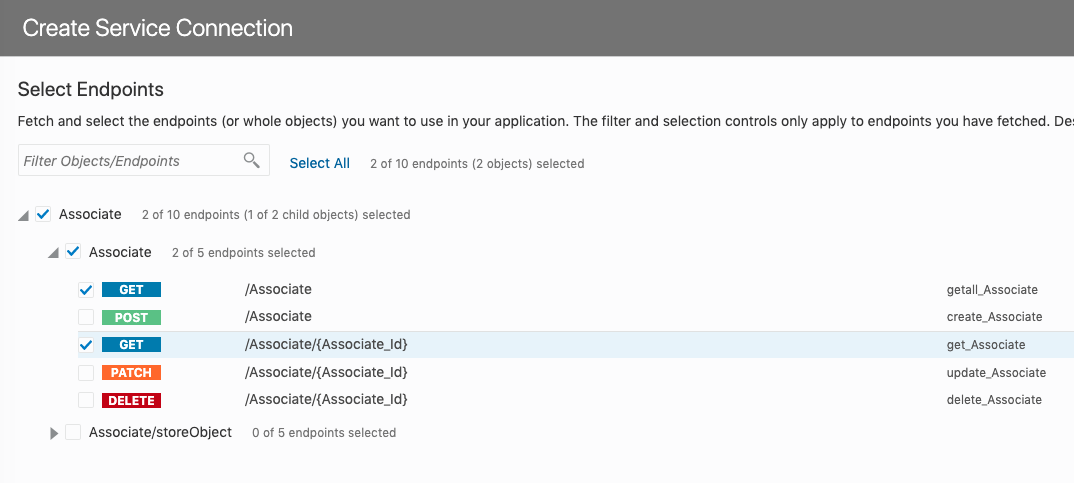 Create Service Connection
Select Endpoints
Fetch and select the endpoints (or whole objects) you want to use in your application. The filter and selection controls only apply to endpoints you have fetched. Des
Filter Objects/Endpoints Select All 2 of 10 endpoints (2 objects) selected
Associate 2 of 10 endpoints (1 of 2 child objects) selected
Associate 2 of 5 endpoints selected
GET /Associate getall_Associate
POST /Associate create_Associate
GET /Associate/{Associate_Id} get_Associate
PATCH /Associate/{Associate_Id} update_Associate
DELETE /Associate/{Associate_Id} delete_Associate
Associate/storeObject 0 of 5 endpoints selected